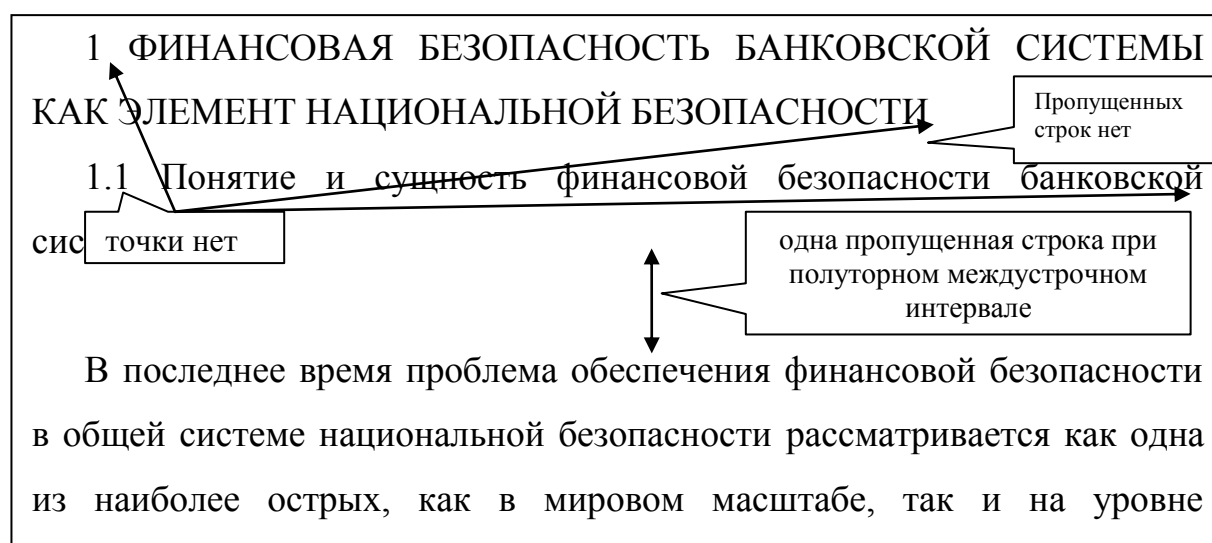 1 ФИНАНСОВАЯ БЕЗОПАСНОСТЬ БАНКОВСКОЙ СИСТЕМЫ
КАК ЭЛЕМЕНТ НАЦИОНАЛЬНОЙ БЕЗОПАСНОСТИ
Пропущенных
строк нет
1.1 Понятие и сущность финансовой безопасности банковской
сис
точки нет
одна пропущенная строка при
полуторном междустрочном
интервале
В последнее время проблема обеспечения финансовой безопасности
в общей системе национальной безопасности рассматривается как одна
из наиболее острых, как в мировом масштабе, так и на уровне